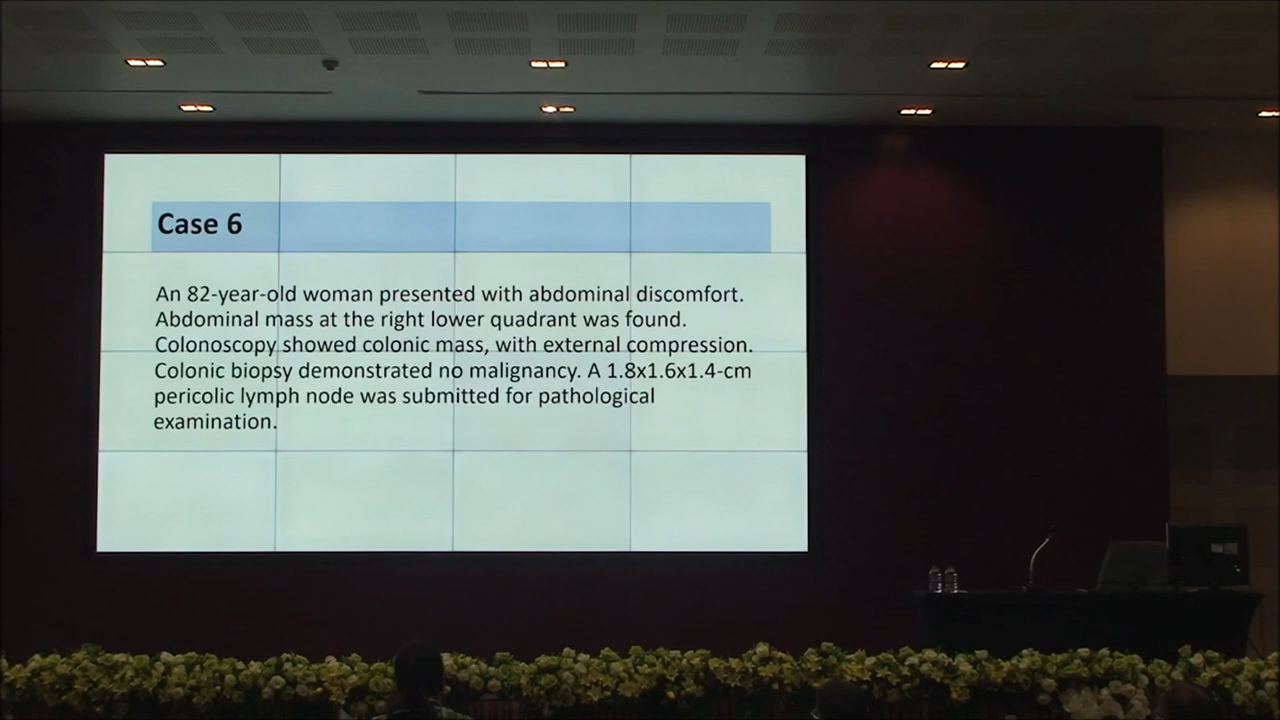 Case 6
An 82-year-old woman presented with abdominal discomfort.
Abdominal mass at the right lower quadrant was found.
Colonoscopy showed colonic mass, with external compression.
Colonic biopsy demonstrated no malignancy. A 1.8x1.6x1.4-cm
pericolic lymph node was submitted for pathological
examination.